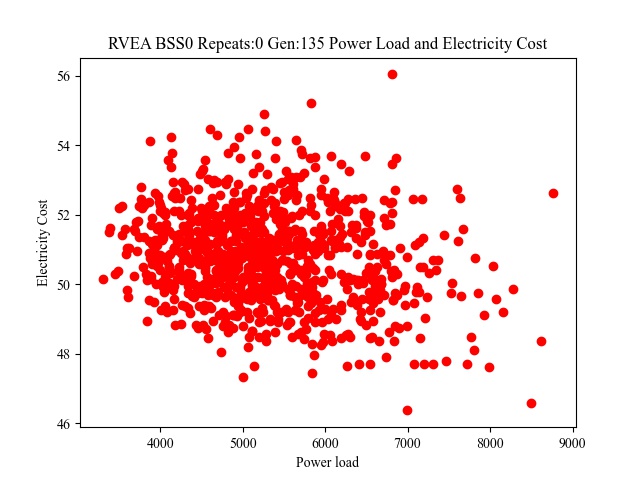 RVEA BSS0 Repeats:0 Gen:135 Power Load and Electricity Cost
56
54
52
50
48
46
Electricity Cost
4000 5000 6000 7000 8000 9000
Power load